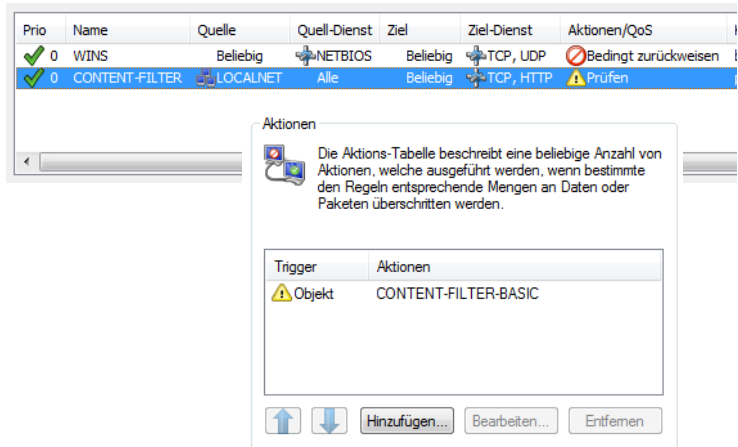 Prio Name Quelle Quell-Dienst Ziel Ziel-Dienst Aktionen/QoS
0 WINS Beliebig NETBIOS Beliebig TCP, UDP Bedingt zurückweisen
0 CONTENT-FILTER LOCALNET Alle Beliebig TCP, HTTP Prüfen
Aktionen
Die Aktions-Tabelle beschreibt eine beliebige Anzahl von
Aktionen, welche ausgeführt werden, wenn bestimmte
den Regeln entsprechende Mengen an Daten oder
Paketen überschritten werden.
Trigger Aktionen
Objekt CONTENT-FILTER-BASIC
Hinzufügen... Bearbeiten... Entfernen